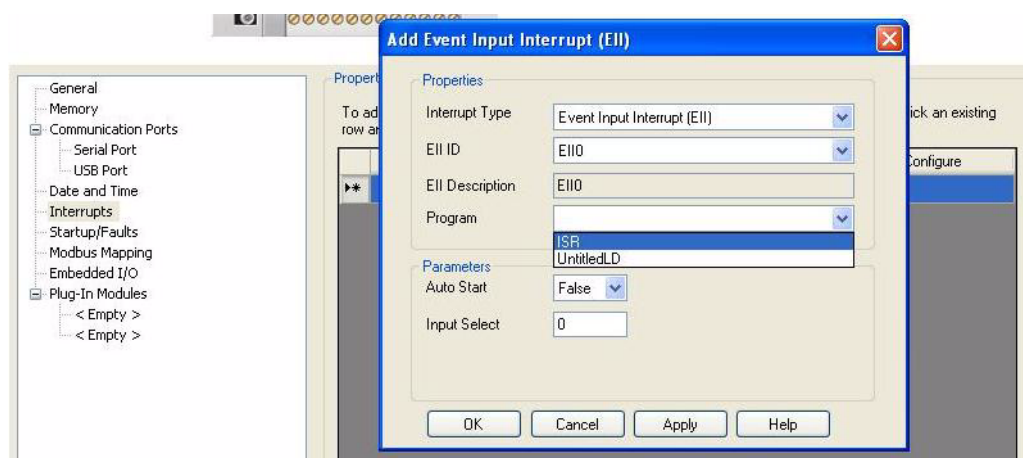 Add Event Input Interrupt (EII)
General
Memory
Communication Ports
Serial Port
USB Port
Date and Time
Interrupts
Startup/Faults
Modbus Mapping
Embedded I/O
Plug-In Modules
< Empty >
< Empty >
Propert
To ad
row ar
ick an existing
Configure
Properties
Interrupt Type
Event Input Interrupt (EII)
EII ID
EII0
EII Description
EII0
Program
ISR
UntitledLD
Parameters
Auto Start
False
Input Select
0
OK
Cancel
Apply
Help